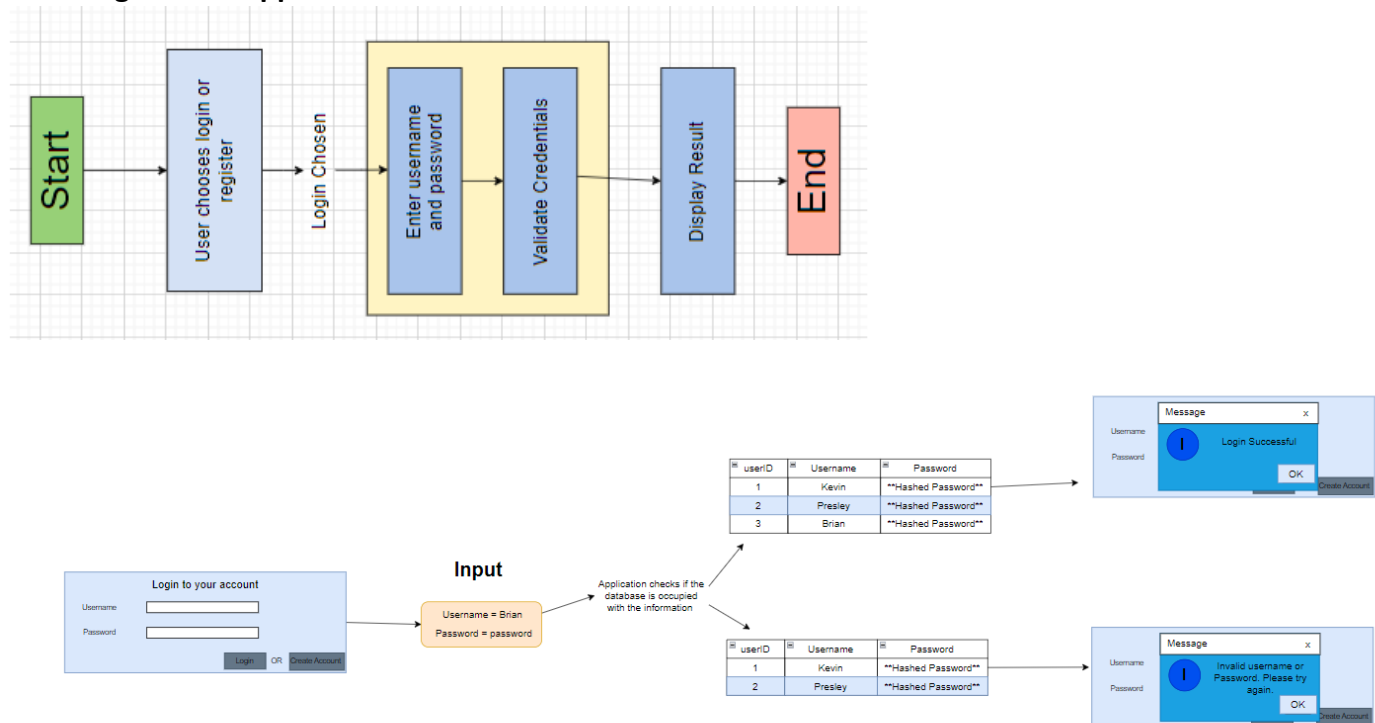 Start
User chooses login or
register
Login Chosen
Enter username
and password
Validate Credentials
Display Result
End
Login to your account
Username
Password
Login OR Create Account
Input
Username = Brian
Password = password
Application checks if the
database is occupied
with the information
userID Username Password
1 Kevin **Hashed Password**
2 Presley **Hashed Password**
3 Brian **Hashed Password**
Message x
Username
Password
I
Login Successful
OK
Create Account
userID Username Password
1 Kevin **Hashed Password**
2 Presley **Hashed Password**
Message x
Username
Password
I
Invalid username or
Password. Please try
again.
OK
Create Account